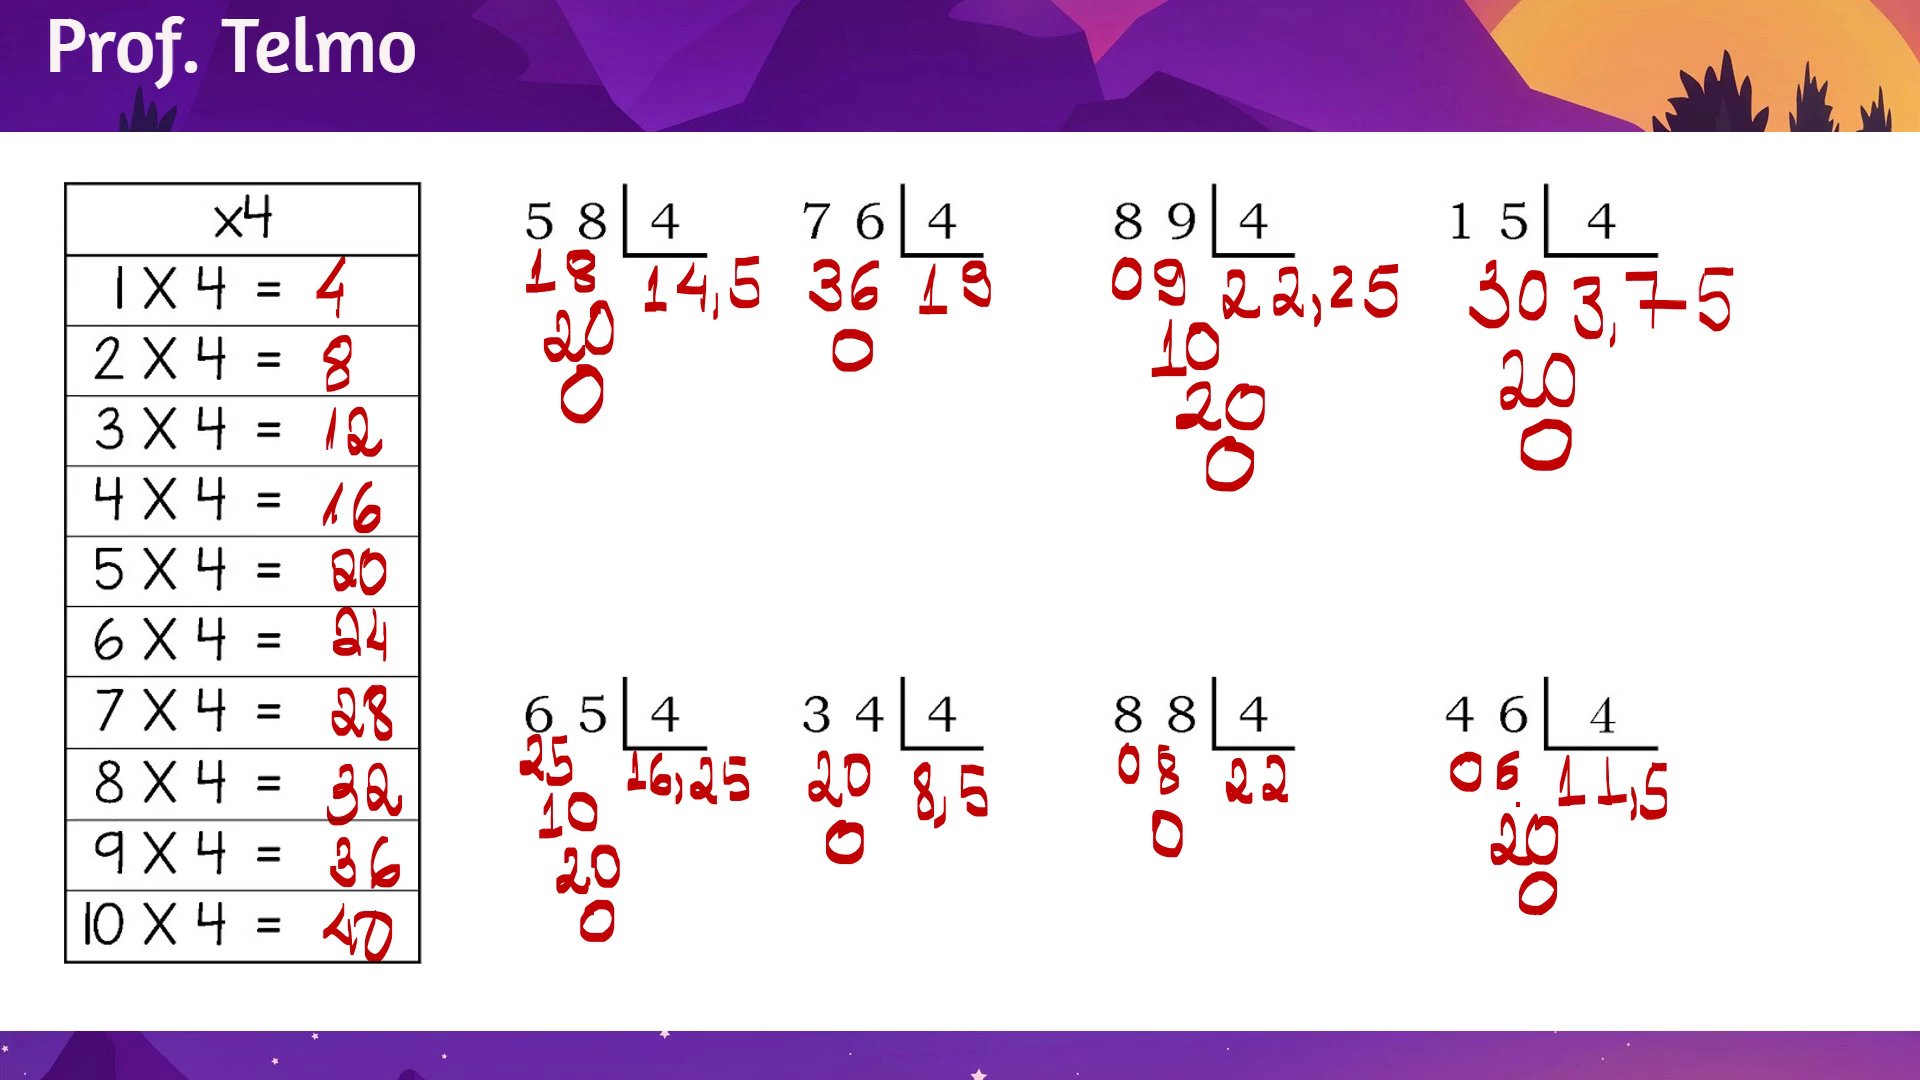 Prof. Telmo
x4
1 X 4 = 4
2 X 4 = 8
3 X 4 = 12
4 X 4 = 16
5 X 4 = 20
6 X 4 = 24
7 X 4 = 28
8 X 4 = 32
9 X 4 = 36
10 X 4 = 40
5 8 4
18 14,5
20
0
7 6 4
36 19
0
8 9 4
09 22,25
10
20
0
1 5 4
30 3,75
20
0
6 5 4
25 16,25
10
20
0
3 4 4
20 8,5
0
8 8 4
08 22
0
4 6 4
06 11,5
20
0